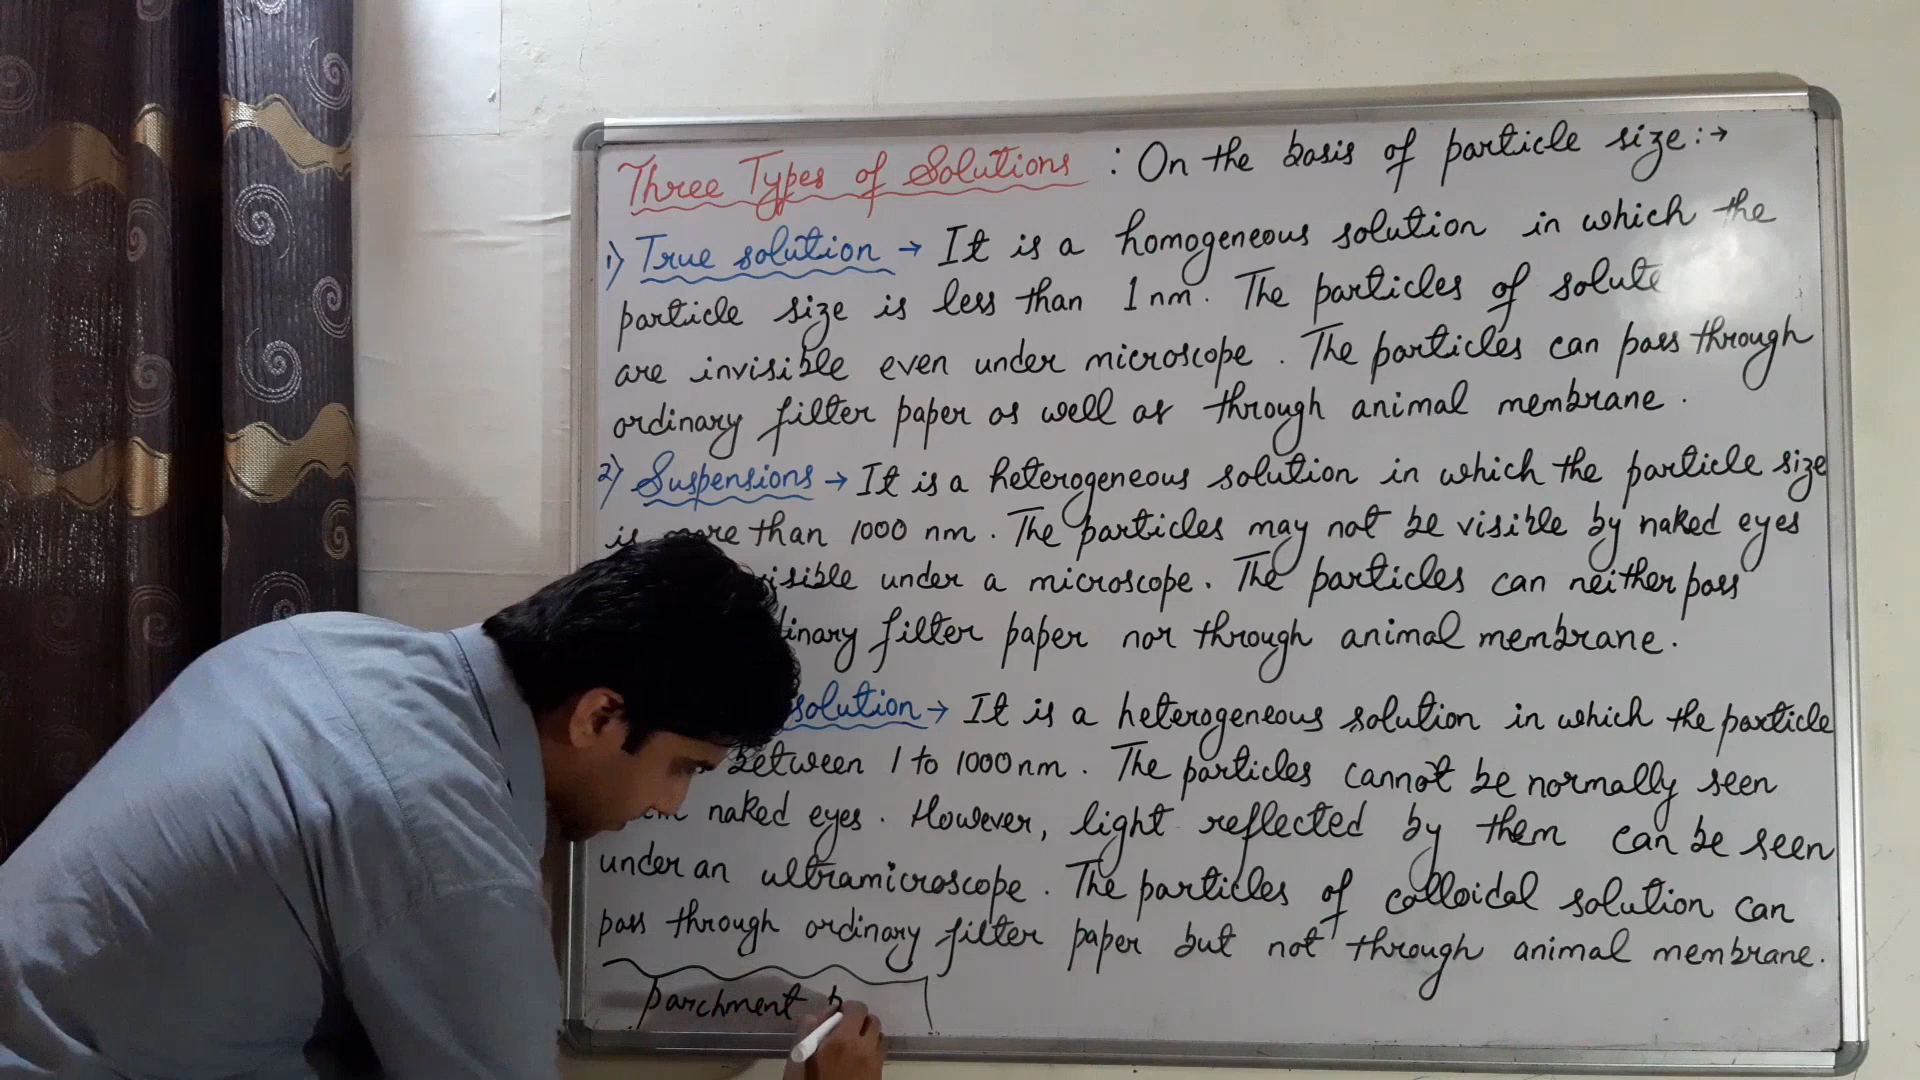 Three Types of Solutions : On the basis of particle size :→
1) True solution → It is a homogeneous solution in which the
particle size is less than 1 nm. The particles of solute
are invisible even under microscope. The particles can pass through
ordinary filter paper as well as through animal membrane.
2) Suspensions → It is a heterogeneous solution in which the particle size
is more than 1000 nm. The particles may not be visible by naked eyes
visible under a microscope. The particles can neither pass
filter paper nor through animal membrane.
solution → It is a heterogeneous solution in which the particle
between 1 to 1000 nm. The particles cannot be normally seen
naked eyes. However, light reflected by them can be seen
under an ultramicroscope. The particles of colloidal solution can
pass through ordinary filter paper but not through animal membrane.
Parchment